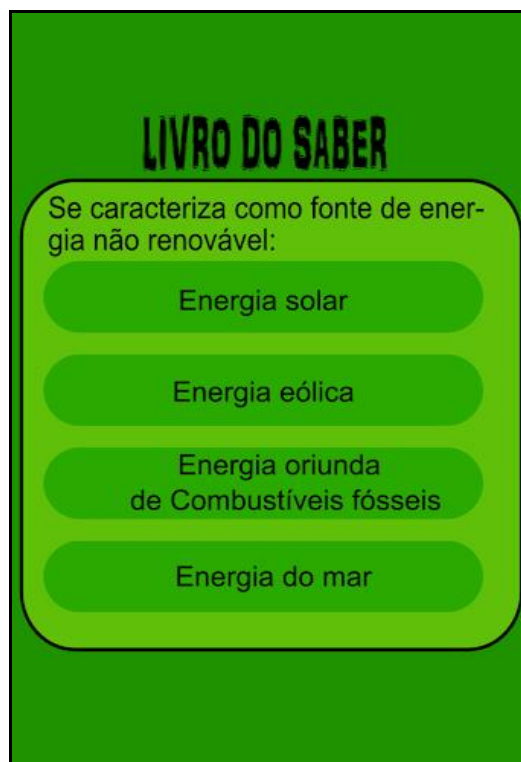 LIVRO DO SABER
Se caracteriza como fonte de ener-
gia não renovável:
Energia solar
Energia eólica
Energia oriunda
de Combustíveis fósseis
Energia do mar